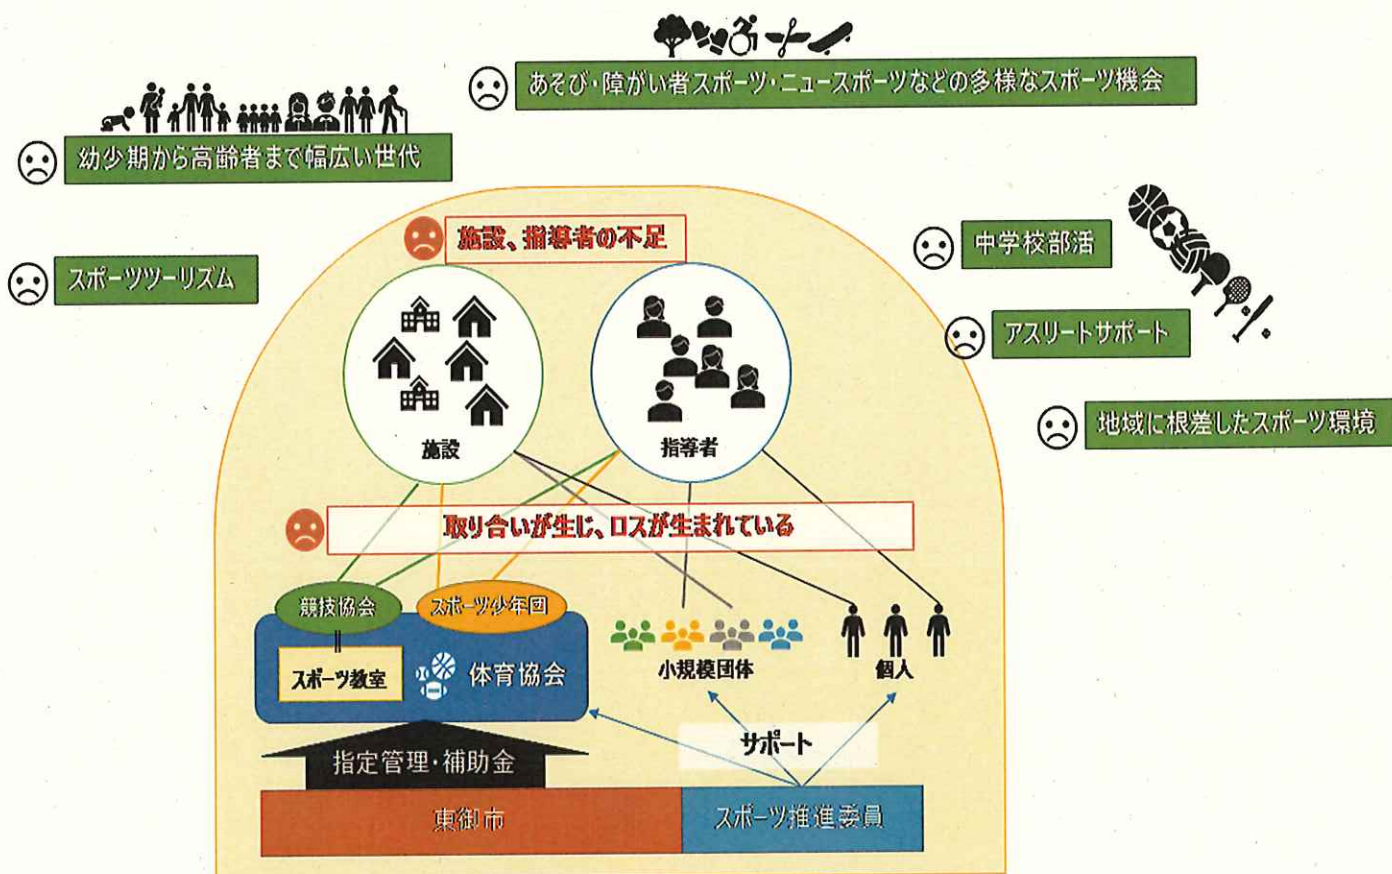 あそび・障がい者スポーツ・ニュースポーツなどの多様なスポーツ機会
幼少期から高齢者まで幅広い世代
スポーツツーリズム
施設、指導者の不足
中学校部活
アスリートサポート
地域に根差したスポーツ環境
施設
指導者
取り合いが生じ、ロスが生まれている
競技協会
スポーツ少年団
スポーツ教室
体育協会
小規模団体
個人
サポート
指定管理・補助金
東御市
スポーツ推進委員